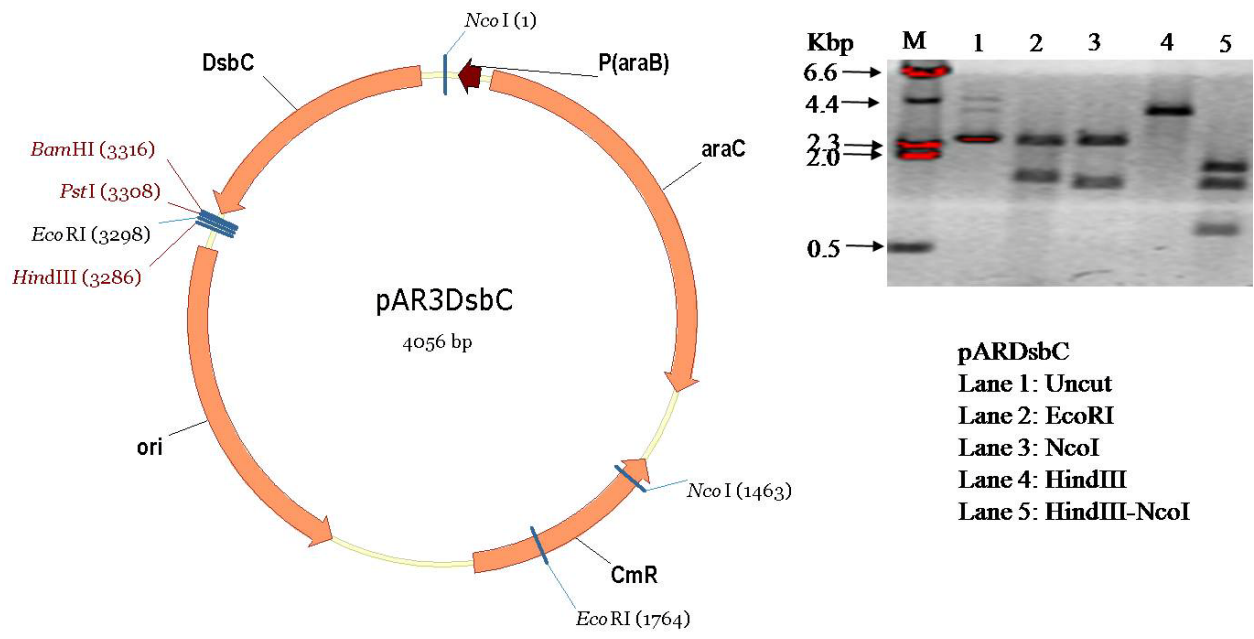 NcoI (1)
DsbC
P(araB)
araC
BamHI (3316)
PstI (3308)
EcoRI (3298)
HindIII (3286)
pAR3DsbC
4056 bp
ori
NcoI (1463)
CmR
EcoRI (1764)
Kbp M 1 2 3 4 5
6.6
4.4
2.3
2.0
0.5
pARDsbC
Lane 1: Uncut
Lane 2: EcoRI
Lane 3: NcoI
Lane 4: HindIII
Lane 5: HindIII-NcoI